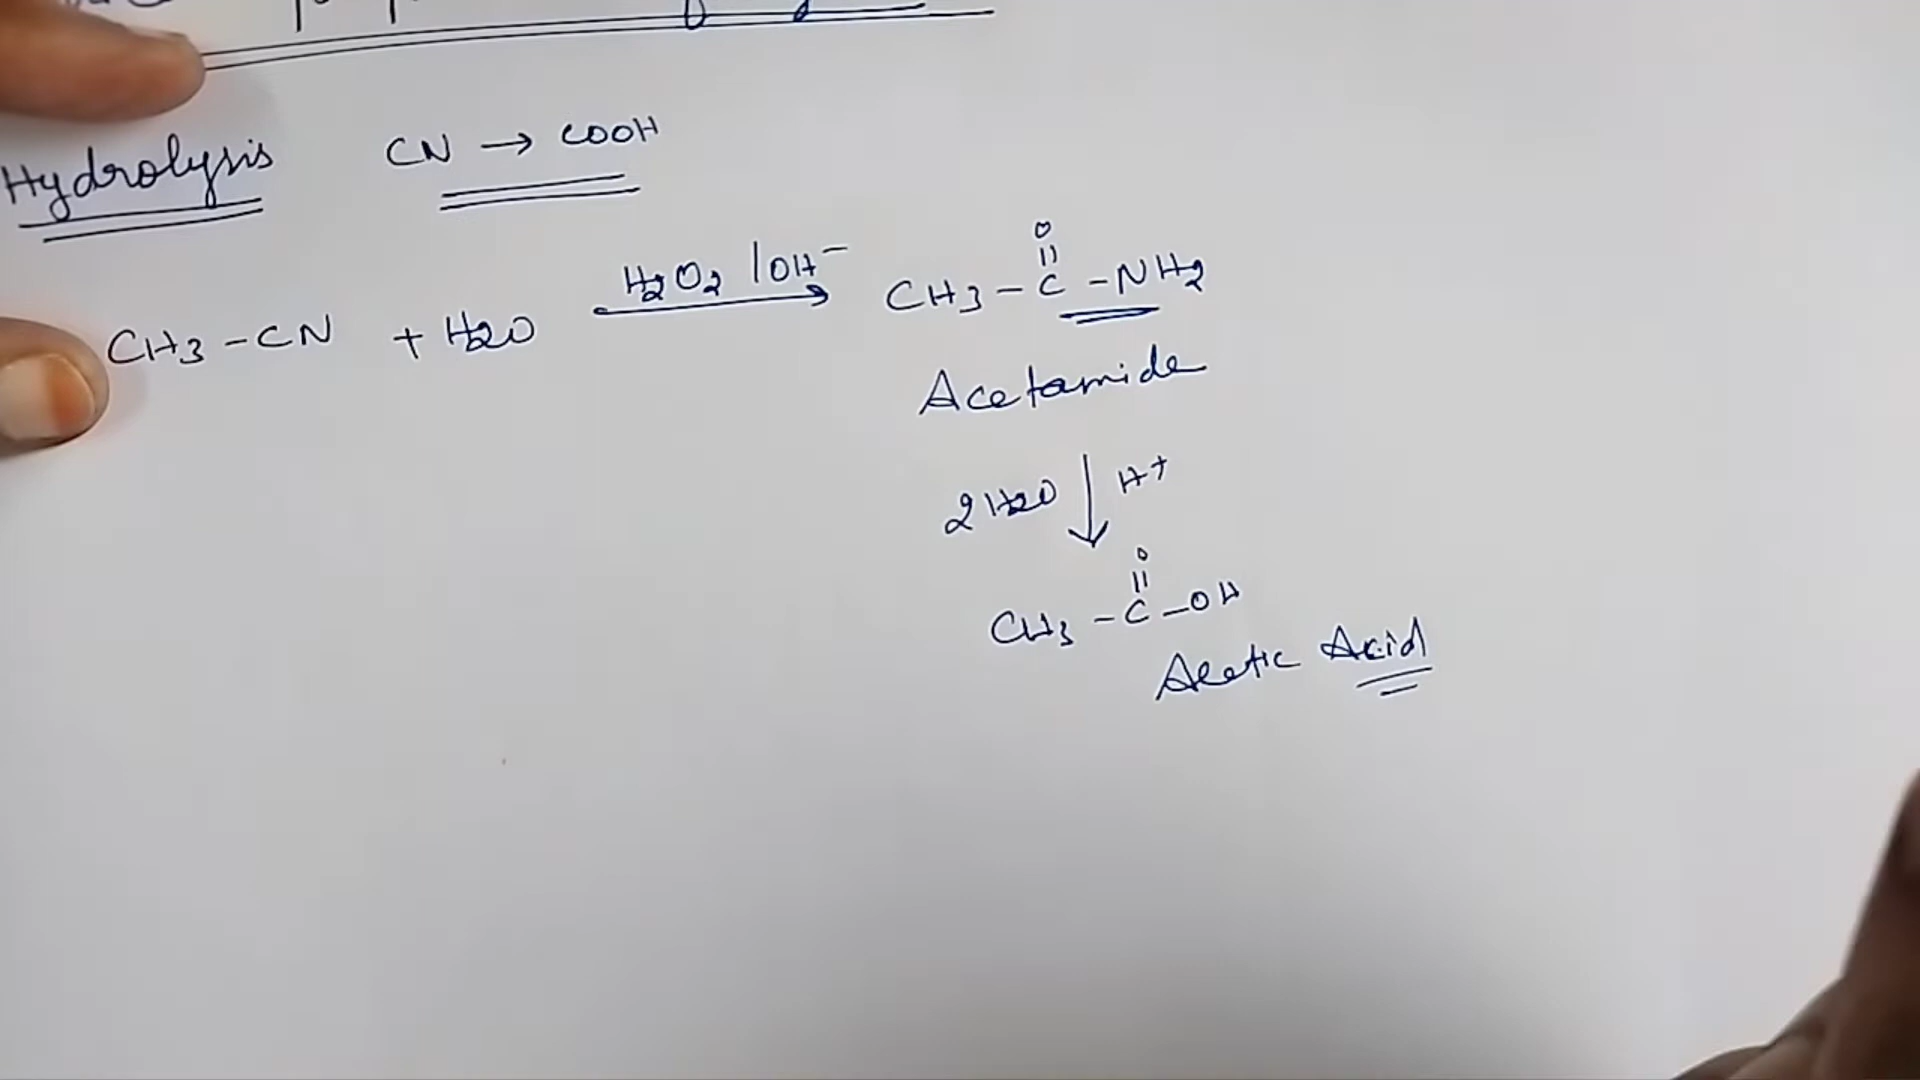 Hydrolysis CN → COOH
CH3-CN + H2O H2O2 / OH⁻ CH3-C-NH2
O
Acetamide
2H2O H+
O
CH3-C-OH
Acetic Acid